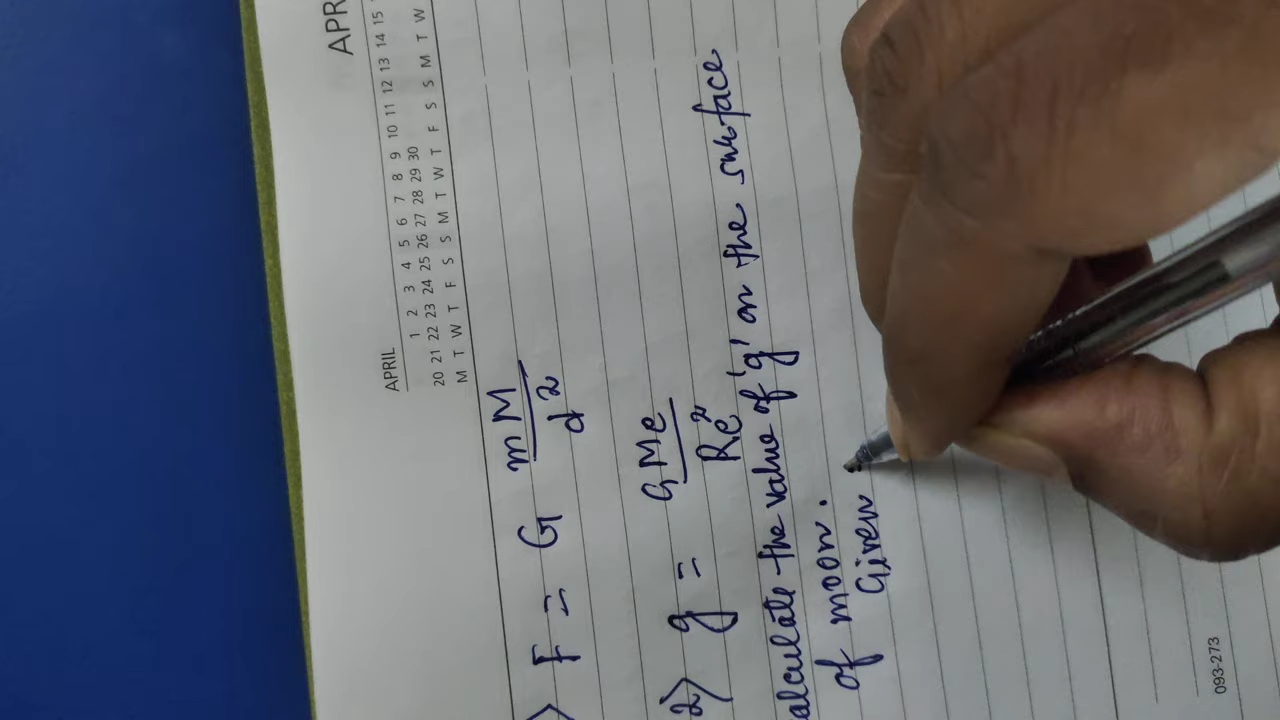 APR
APRIL
1 2 3 4 5 6 7 8 9 10 11 12 13 14 15
20 21 22 23 24 25 26 27 28 29 30
M T W T F S S M T W T F S S M T W
> F = G mM
d²
2) g = GMe
Re²
alculate the value of 'g' on the surface
of moon.
Given
093-273